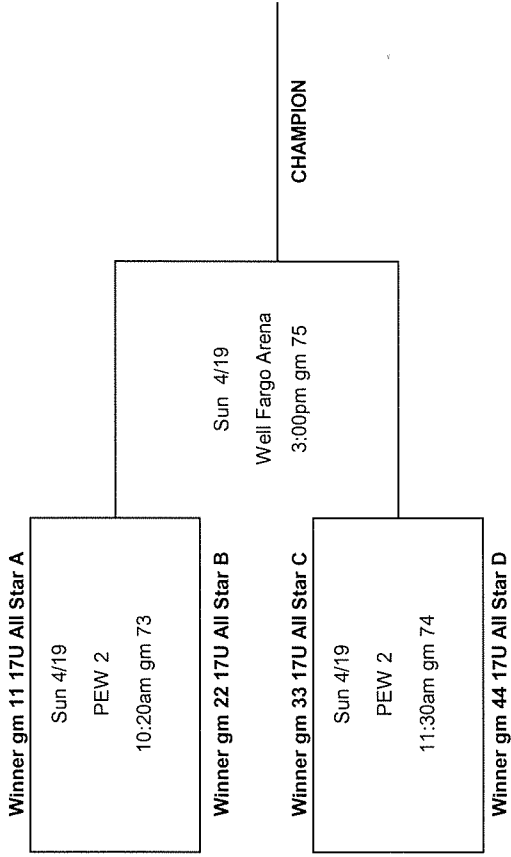 Winner gm 11 17U All Star A
Sun 4/19
PEW 2
10:20am gm 73
Winner gm 22 17U All Star B
Winner gm 33 17U All Star C
Sun 4/19
PEW 2
11:30am gm 74
Winner gm 44 17U All Star D
Sun 4/19
Well Fargo Arena
3:00pm gm 75
CHAMPION